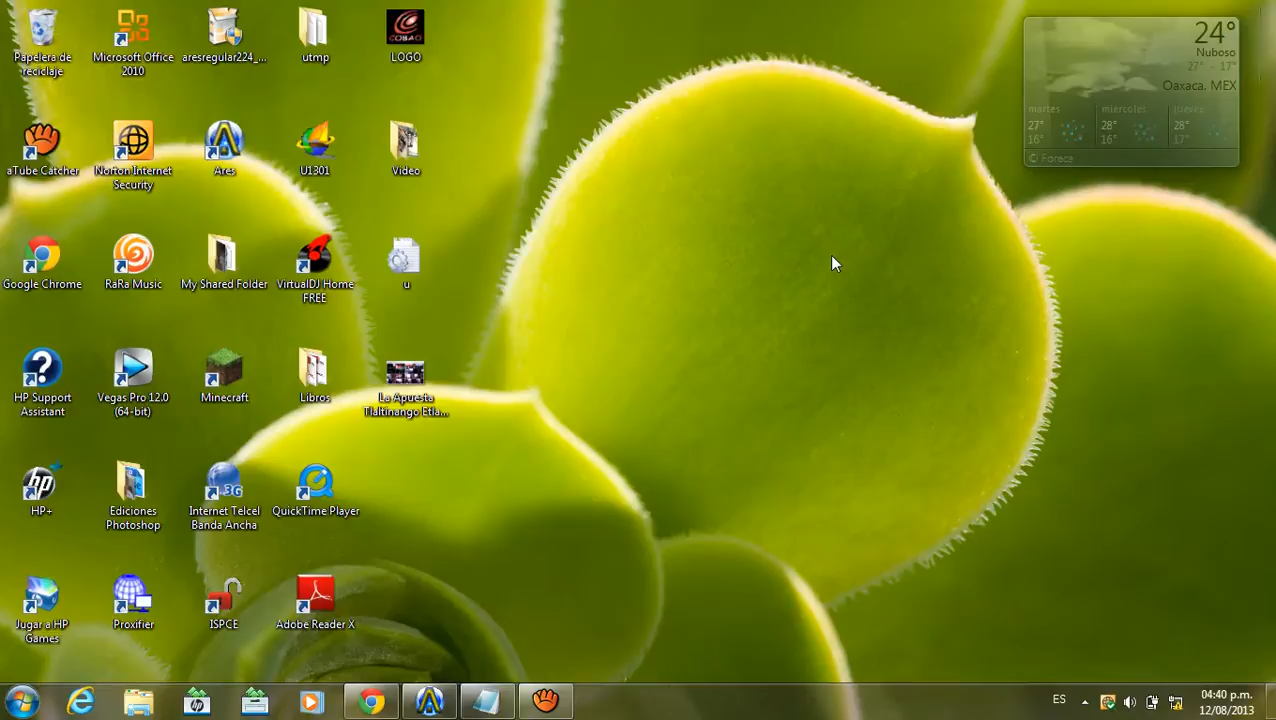 Papelera de
reciclaje
Microsoft Office
2010
aresregular224_...
utmp
COBAO
LOGO
aTube Catcher
Norton Internet
Security
Ares
U1301
Video
Google Chrome
RaRa Music
My Shared Folder
VirtualDJ Home
FREE
u
HP Support
Assistant
Vegas Pro 12.0
(64-bit)
Minecraft
Libros
La Apuesta
Tlaltinango Etla...
hp
HP+
Ediciones
Photoshop
3G
Internet Telcel
Banda Ancha
QuickTime Player
Jugar a HP
Games
Proxifier
ISPCE
Adobe Reader X
24°
Nuboso
27° - 17°
Oaxaca, MEX
martes
27°
16°
miércoles
28°
16°
jueves
28°
17°
© Foreca
ES
04:40 p.m.
12/08/2013